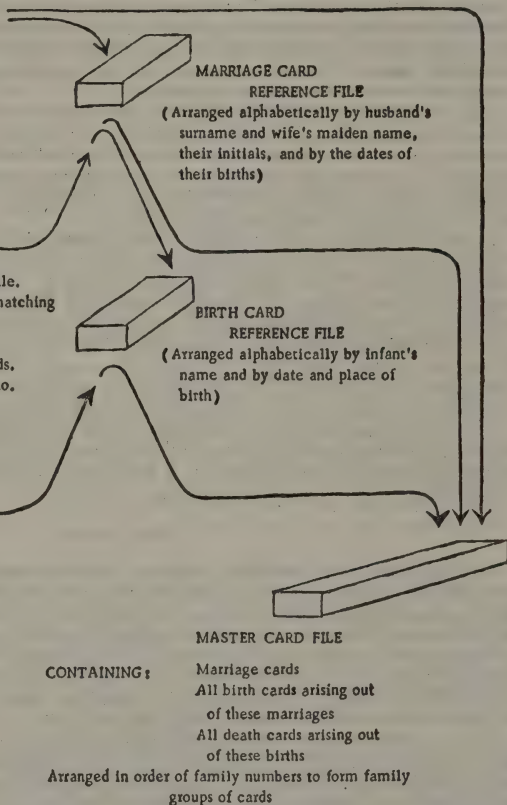 MARRIAGE CARD
REFERENCE FILE
(Arranged alphabetically by husband's
surname and wife's maiden name,
their initials, and by the dates of
their births)
le.
natching
BIRTH CARD
REFERENCE FILE
(Arranged alphabetically by infant's
name and by date and place of
birth)
ds.
o.
MASTER CARD FILE
CONTAINING: Marriage cards
All birth cards arising out
of these marriages
All death cards arising out
of these births
Arranged in order of family numbers to form family
groups of cards